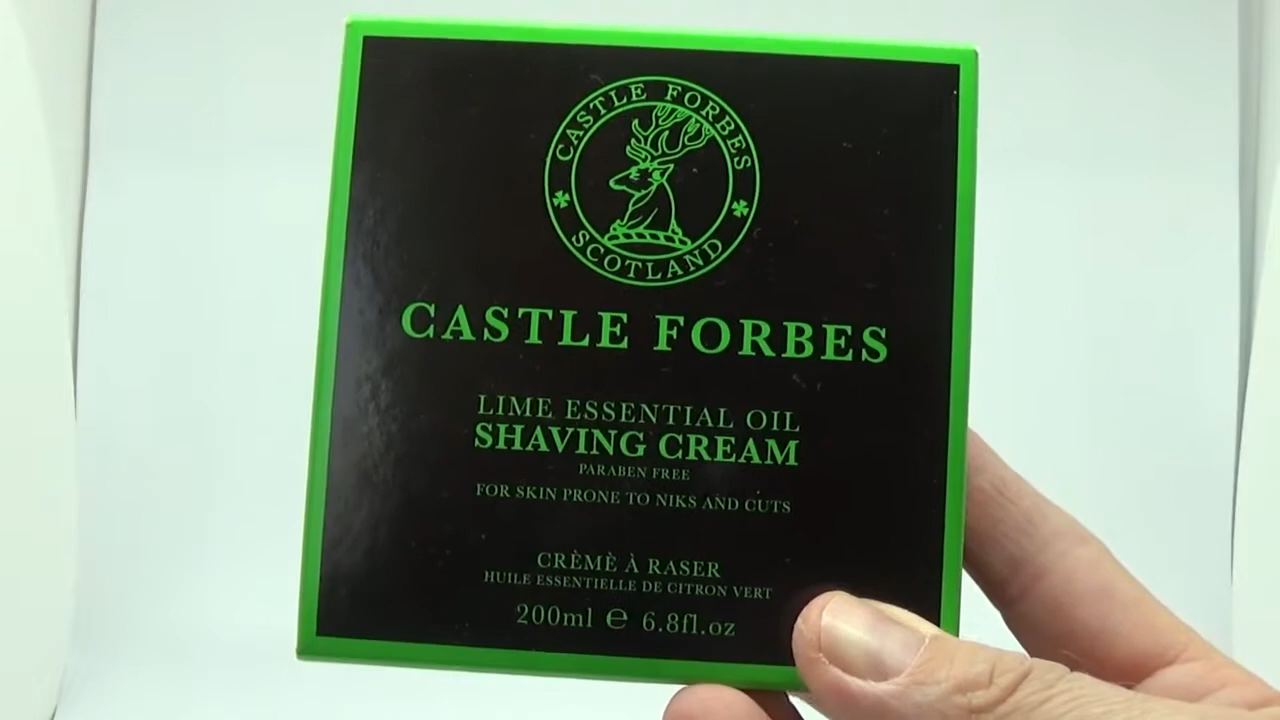 CASTLE FORBES
SCOTLAND
CASTLE FORBES
LIME ESSENTIAL OIL
SHAVING CREAM
PARABEN FREE
FOR SKIN PRONE TO NIKS AND CUTS
CRÈMÈ À RASER
HUILE ESSENTIELLE DE CITRON VERT
200ml ℮ 6.8fl.oz